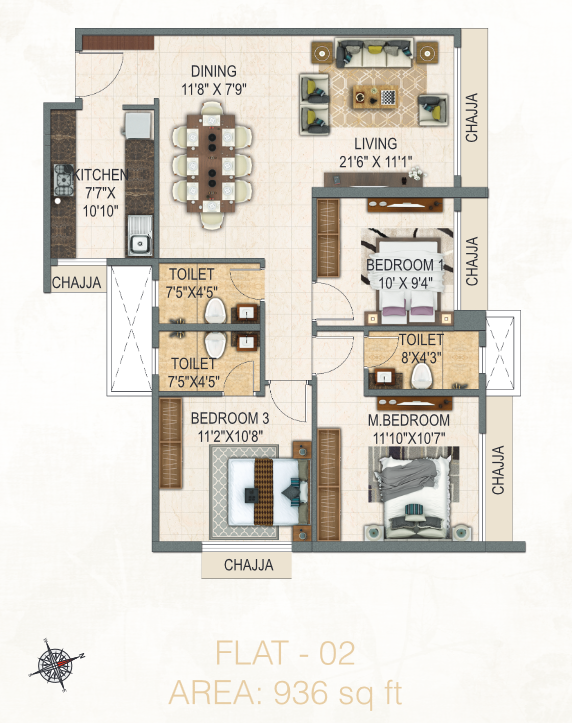 DINING
11'8" X 7'9"
CHAJJA
LIVING
21'6" X 11'1"
KITCHEN
7'7"X
10'10"
CHAJJA
BEDROOM 1
10' X 9'4"
CHAJJA
TOILET
7'5"X4'5"
TOILET
7'5"X4'5"
TOILET
8'X4'3"
BEDROOM 3
11'2"X10'8"
M.BEDROOM
11'10"X10'7"
CHAJJA
CHAJJA
FLAT - 02
AREA: 936 sq ft